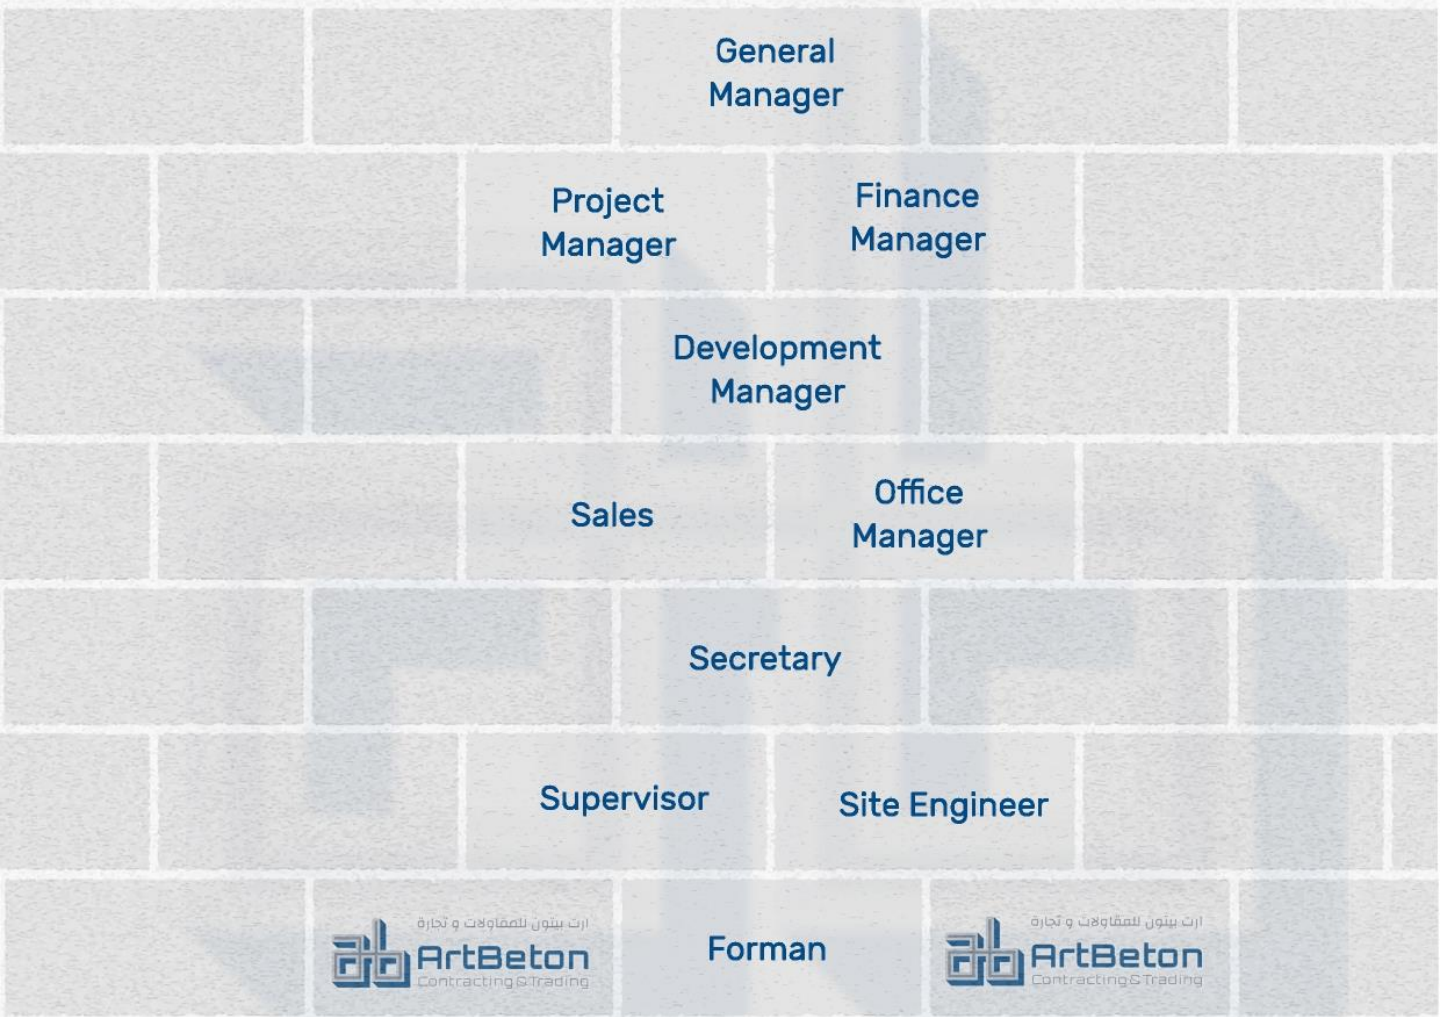 General
Manager
Project
Manager
Finance
Manager
Development
Manager
Sales
Office
Manager
Secretary
Supervisor
Site Engineer
ارت بيتون للمقاولات و تجارة
ArtBeton
Contracting&Trading
Forman
ارت بيتون للمقاولات و تجارة
ArtBeton
Contracting&Trading